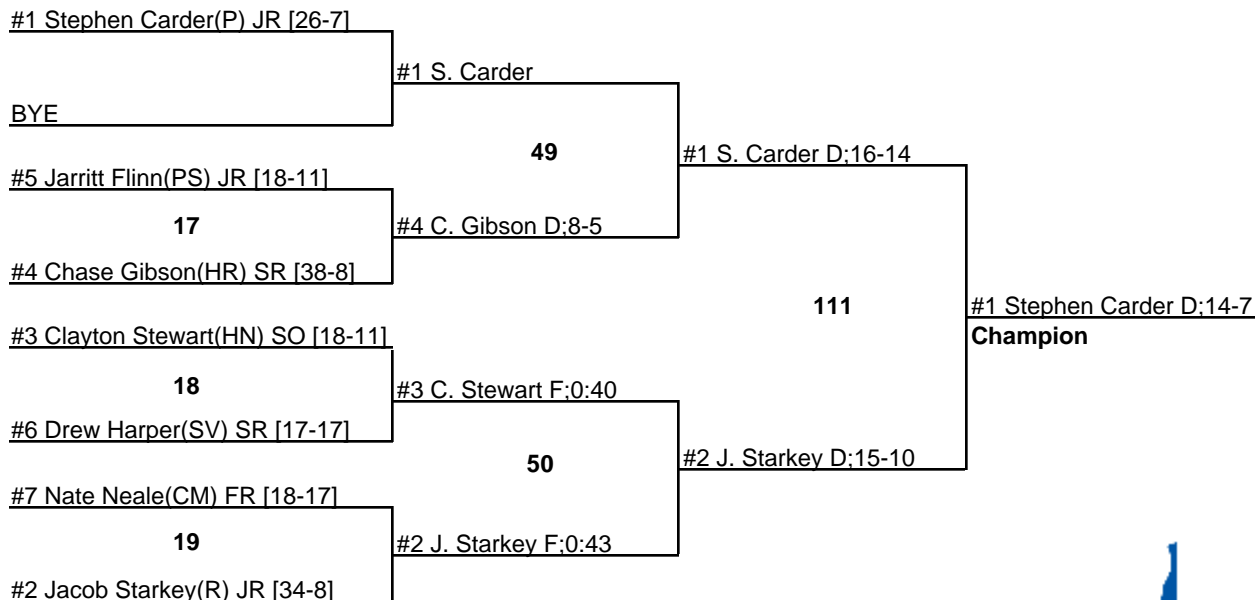 #1 Stephen Carder(P) JR [26-7]
#1 S. Carder
BYE
49
#1 S. Carder D;16-14
#5 Jarritt Flinn(PS) JR [18-11]
17
#4 C. Gibson D;8-5
#4 Chase Gibson(HR) SR [38-8]
111
#1 Stephen Carder D;14-7
Champion
#3 Clayton Stewart(HN) SO [18-11]
18
#3 C. Stewart F;0:40
#6 Drew Harper(SV) SR [17-17]
50
#2 J. Starkey D;15-10
#7 Nate Neale(CM) FR [18-17]
19
#2 J. Starkey F;0:43
#2 Jacob Starkey(R) JR [34-8]